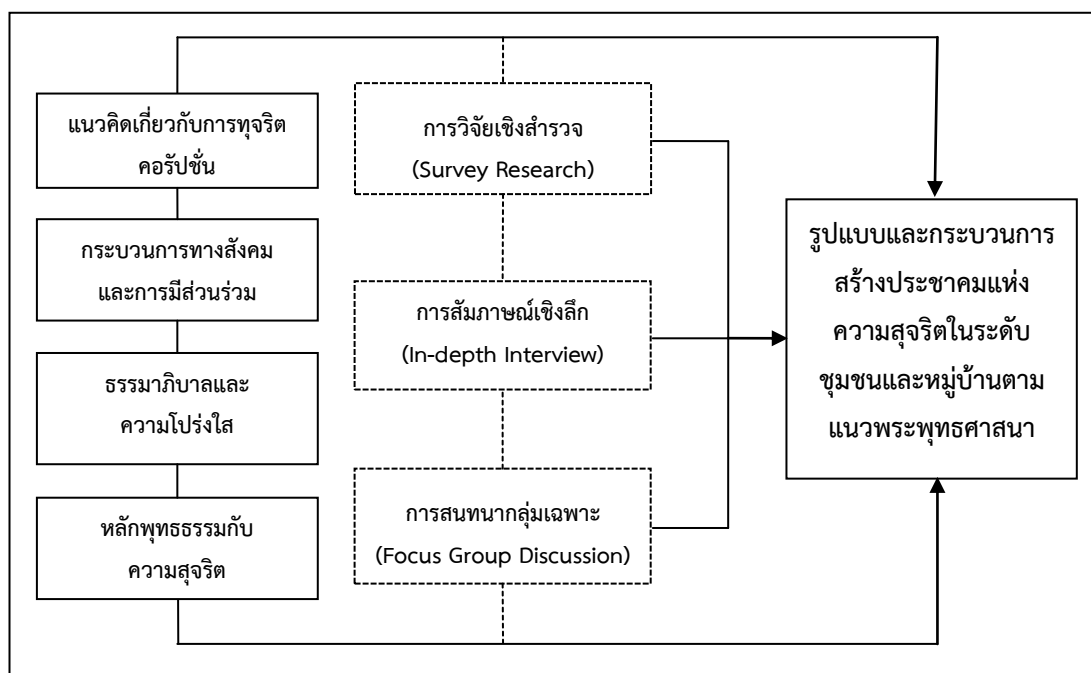 แนวคิดเกี่ยวกับการทุจริต
คอรัปชั่น
กระบวนการทางสังคม
และการมีส่วนร่วม
ธรรมาภิบาลและ
ความโปร่งใส
หลักพุทธธรรมกับ
ความสุจริต
การวิจัยเชิงสำรวจ
(Survey Research)
การสัมภาษณ์เชิงลึก
(In-depth Interview)
การสนทนากลุ่มเฉพาะ
(Focus Group Discussion)
รูปแบบและกระบวนการ
สร้างประชาคมแห่ง
ความสุจริตในระดับ
ชุมชนและหมู่บ้านตาม
แนวพระพุทธศาสนา